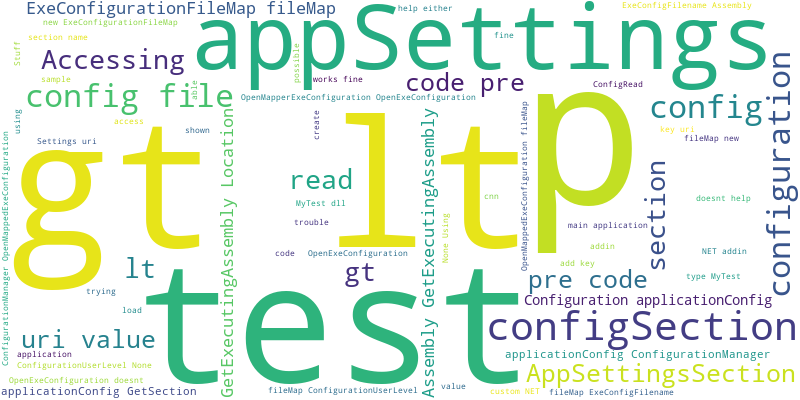 ExeConfigurationFileMap fileMap
help either
ExeConfigFilename Assembly
new ExeConfigurationFileMap
section name
Stuff
appSettings
fine
Accessing
possible
works fine
code pre
ConfigRead
sample
config file
able
OpenMapperExeConfiguration OpenExeConfiguration
config
configuration
using
access
shown
create
key uri
fileMap new
Settings uri
gt lt
p
read
MyTest dll
trouble
cnn
section
doesnt help
main application
code
OpenExeConfiguration
None Using
addin
NET addin
add key
type MyTest
lt
gt
pre code
trying
load
test
Configuration applicationConfig
uri value
configSection
application
applicationConfig ConfigurationManager
ConfigurationUserLevel None
AppSettingsSection
OpenExeConfiguration doesnt
applicationConfig GetSection
fileMap ConfigurationUserLevel
value
custom NET
fileMap ExeConfigFilename
ConfigurationManager OpenMappedExeConfiguration
GetExecutingAssembly Location
Assembly GetExecutingAssembly
OpenMappedExeConfiguration fileMap